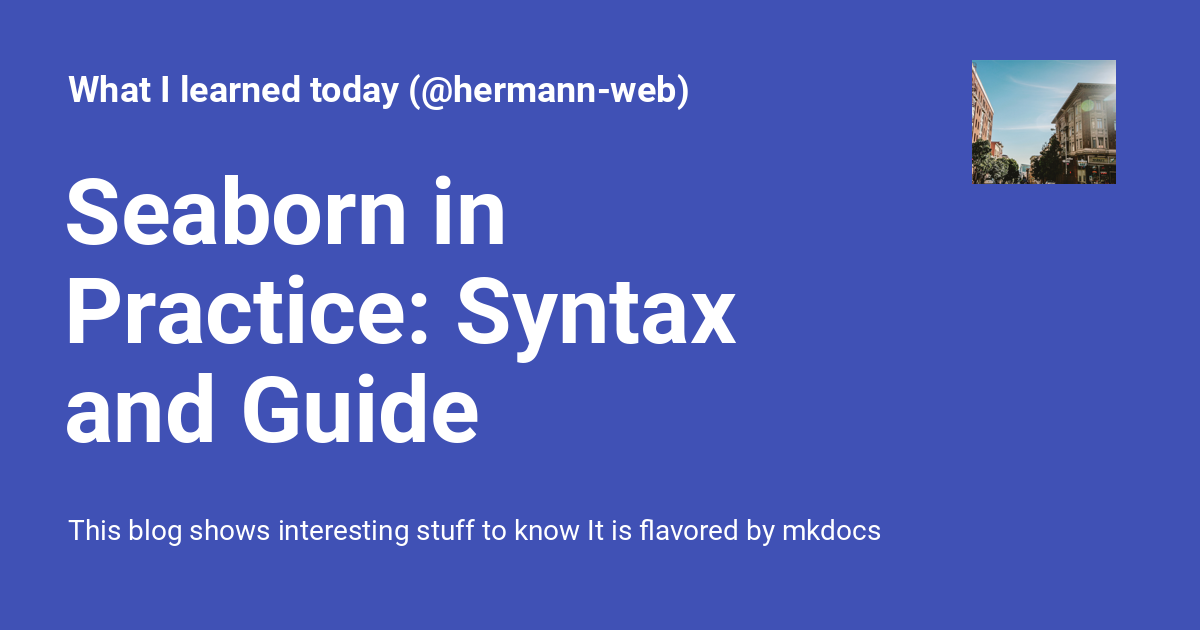 What I learned today (@hermann-web)
Seaborn in
Practice: Syntax
and Guide
This blog shows interesting stuff to know It is flavored by mkdocs